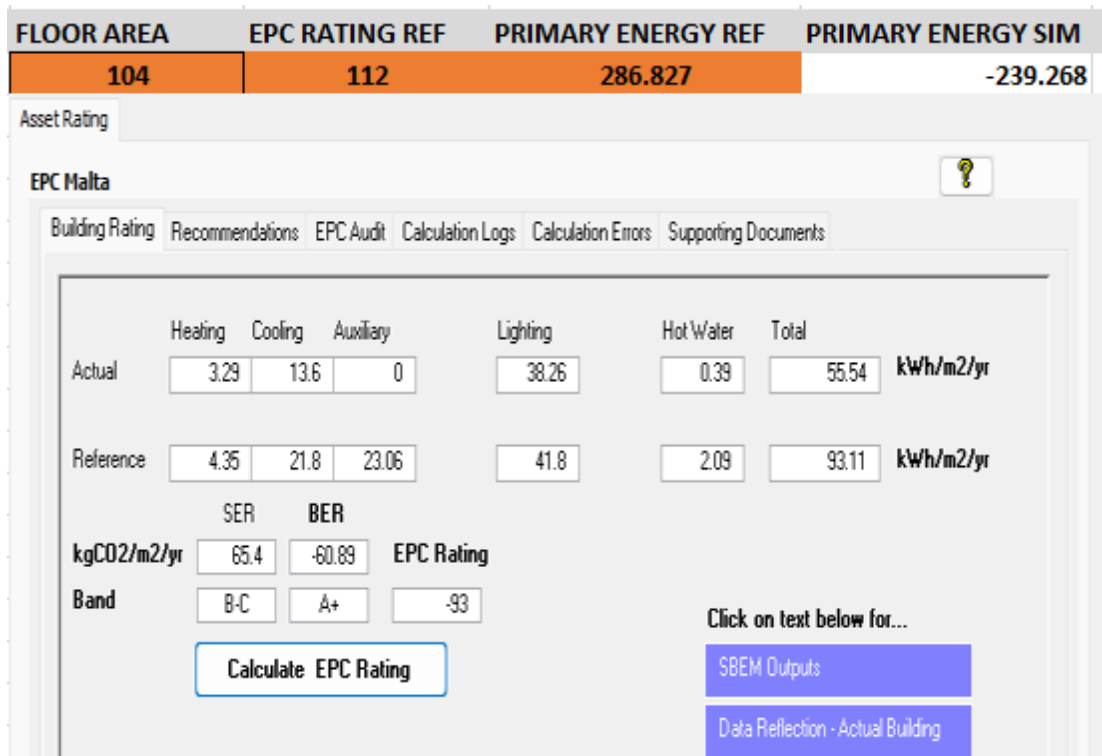 FLOOR AREA EPC RATING REF PRIMARY ENERGY REF PRIMARY ENERGY SIM
104 112 286.827 -239.268
Asset Rating
EPC Malta ?
Building Rating Recommendations EPC Audit Calculation Logs Calculation Errors Supporting Documents
Heating Cooling Auxiliary Lighting Hot Water Total
Actual 3.29 13.6 0 38.26 0.39 55.54 kWh/m2/yr
Reference 4.35 21.8 23.06 41.8 2.09 93.11 kWh/m2/yr
SER BER
kgCO2/m2/yr 65.4 -60.89 EPC Rating
Band B-C A+ -93
Click on text below for...
Calculate EPC Rating SBEM Outputs
Data Reflection - Actual Building